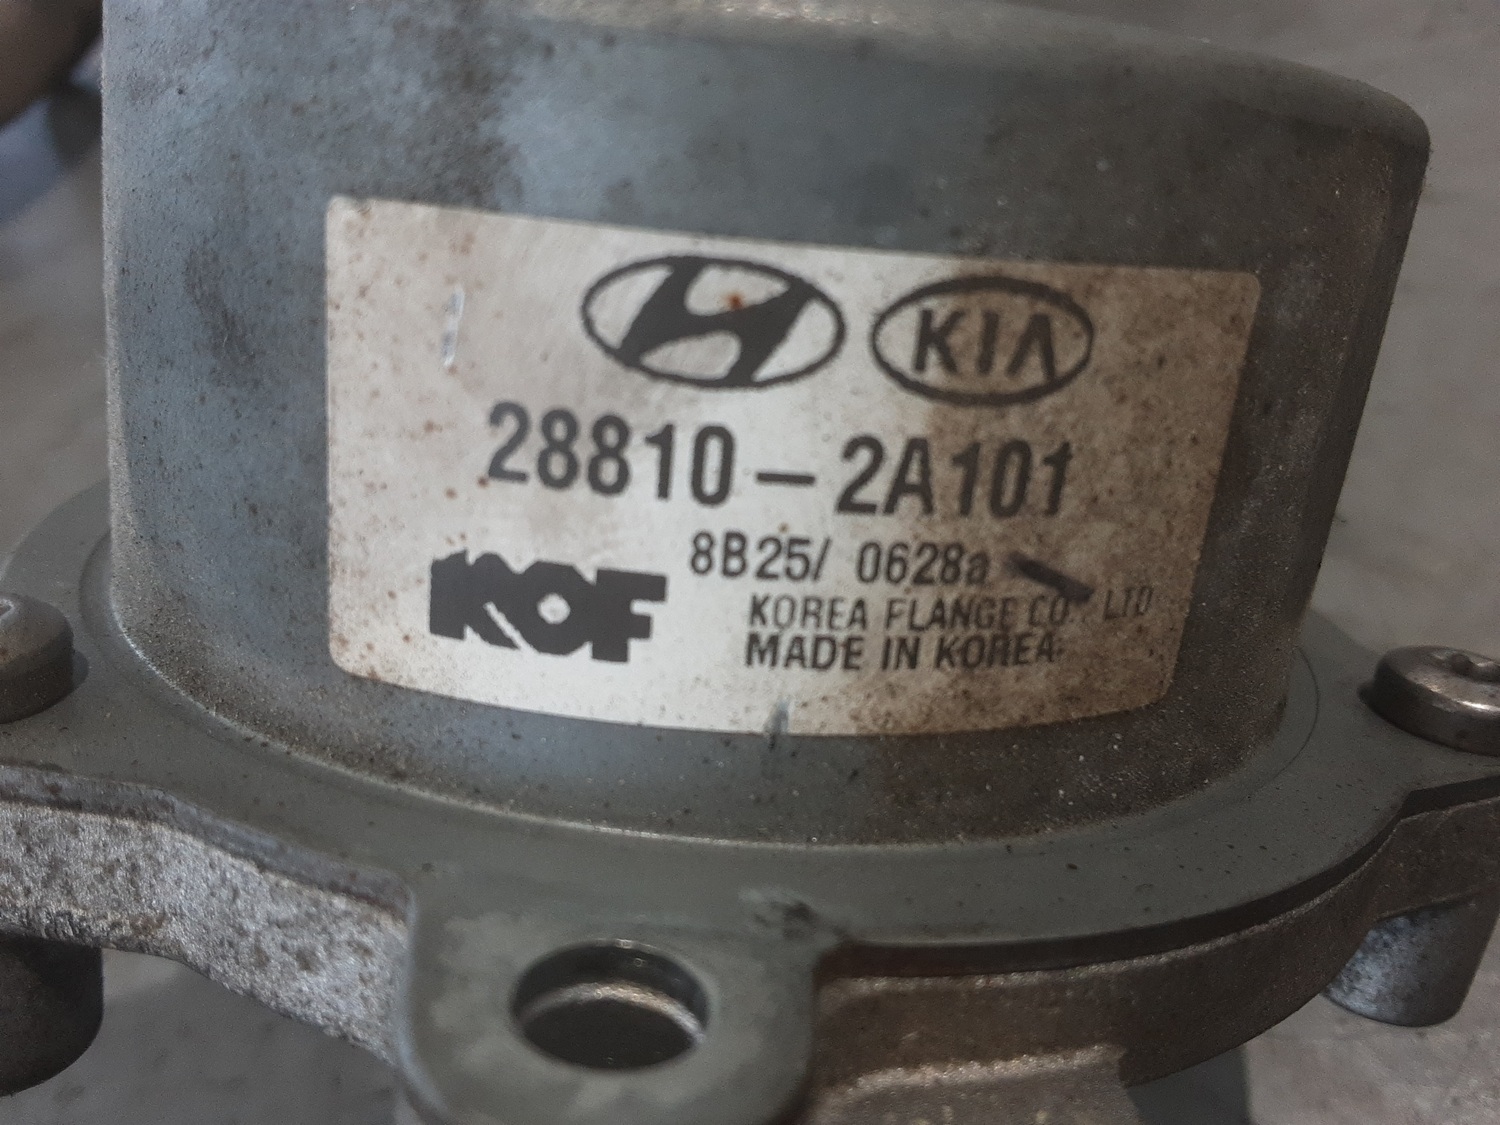 KIA
28810-2A101
8B25/ 0628a
KOF
KOREA FLANGE CO. LTD
MADE IN KOREA.